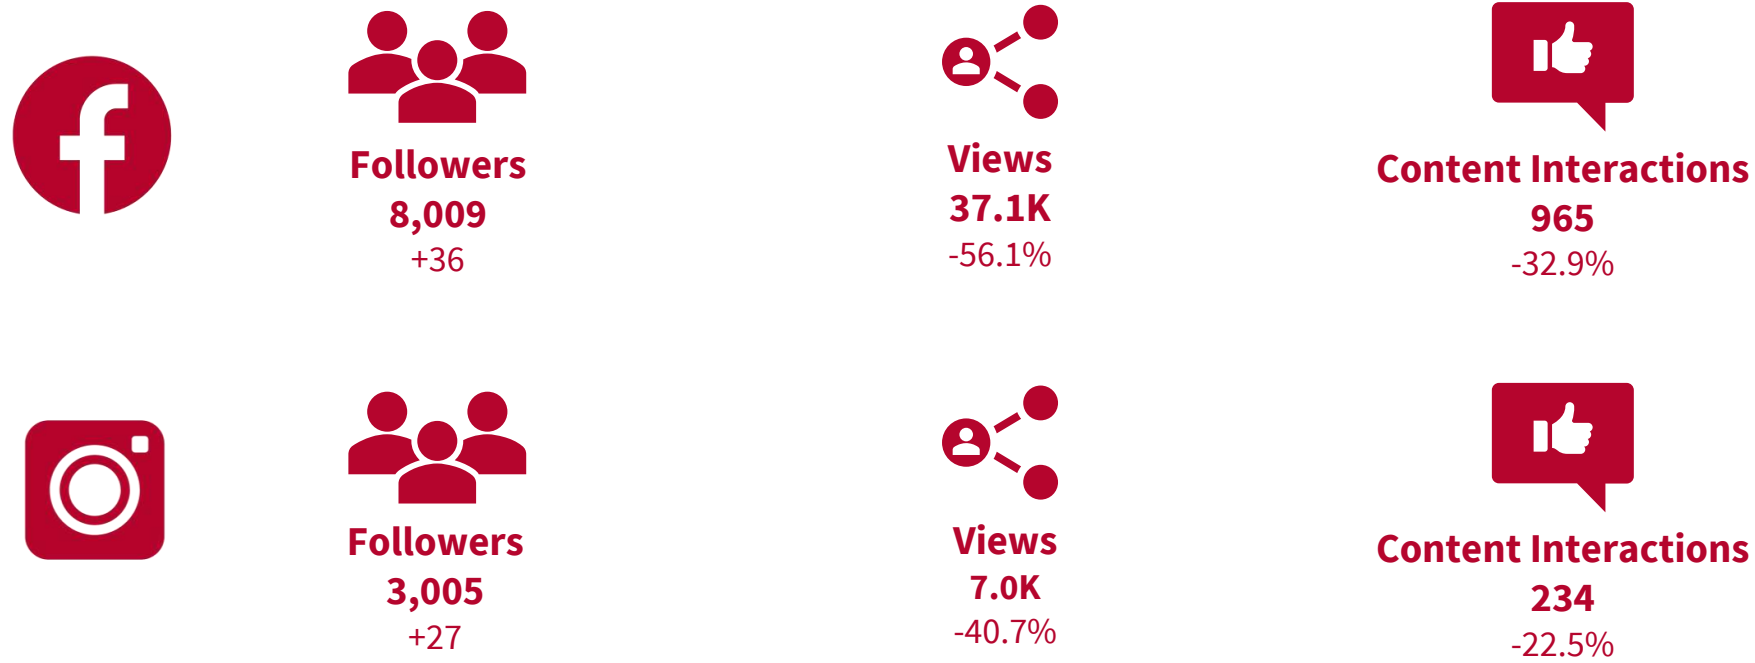 Followers
8,009
+36
Views
37.1K
-56.1%
Content Interactions
965
-32.9%
Followers
3,005
+27
Views
7.0K
-40.7%
Content Interactions
234
-22.5%